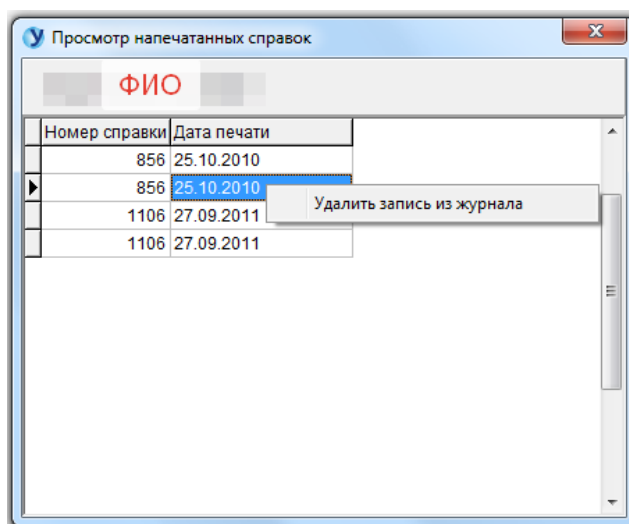 Просмотр напечатанных справок
ФИО
Номер справки Дата печати
856 25.10.2010
856 25.10.2010
Удалить запись из журнала
1106 27.09.2011
1106 27.09.2011